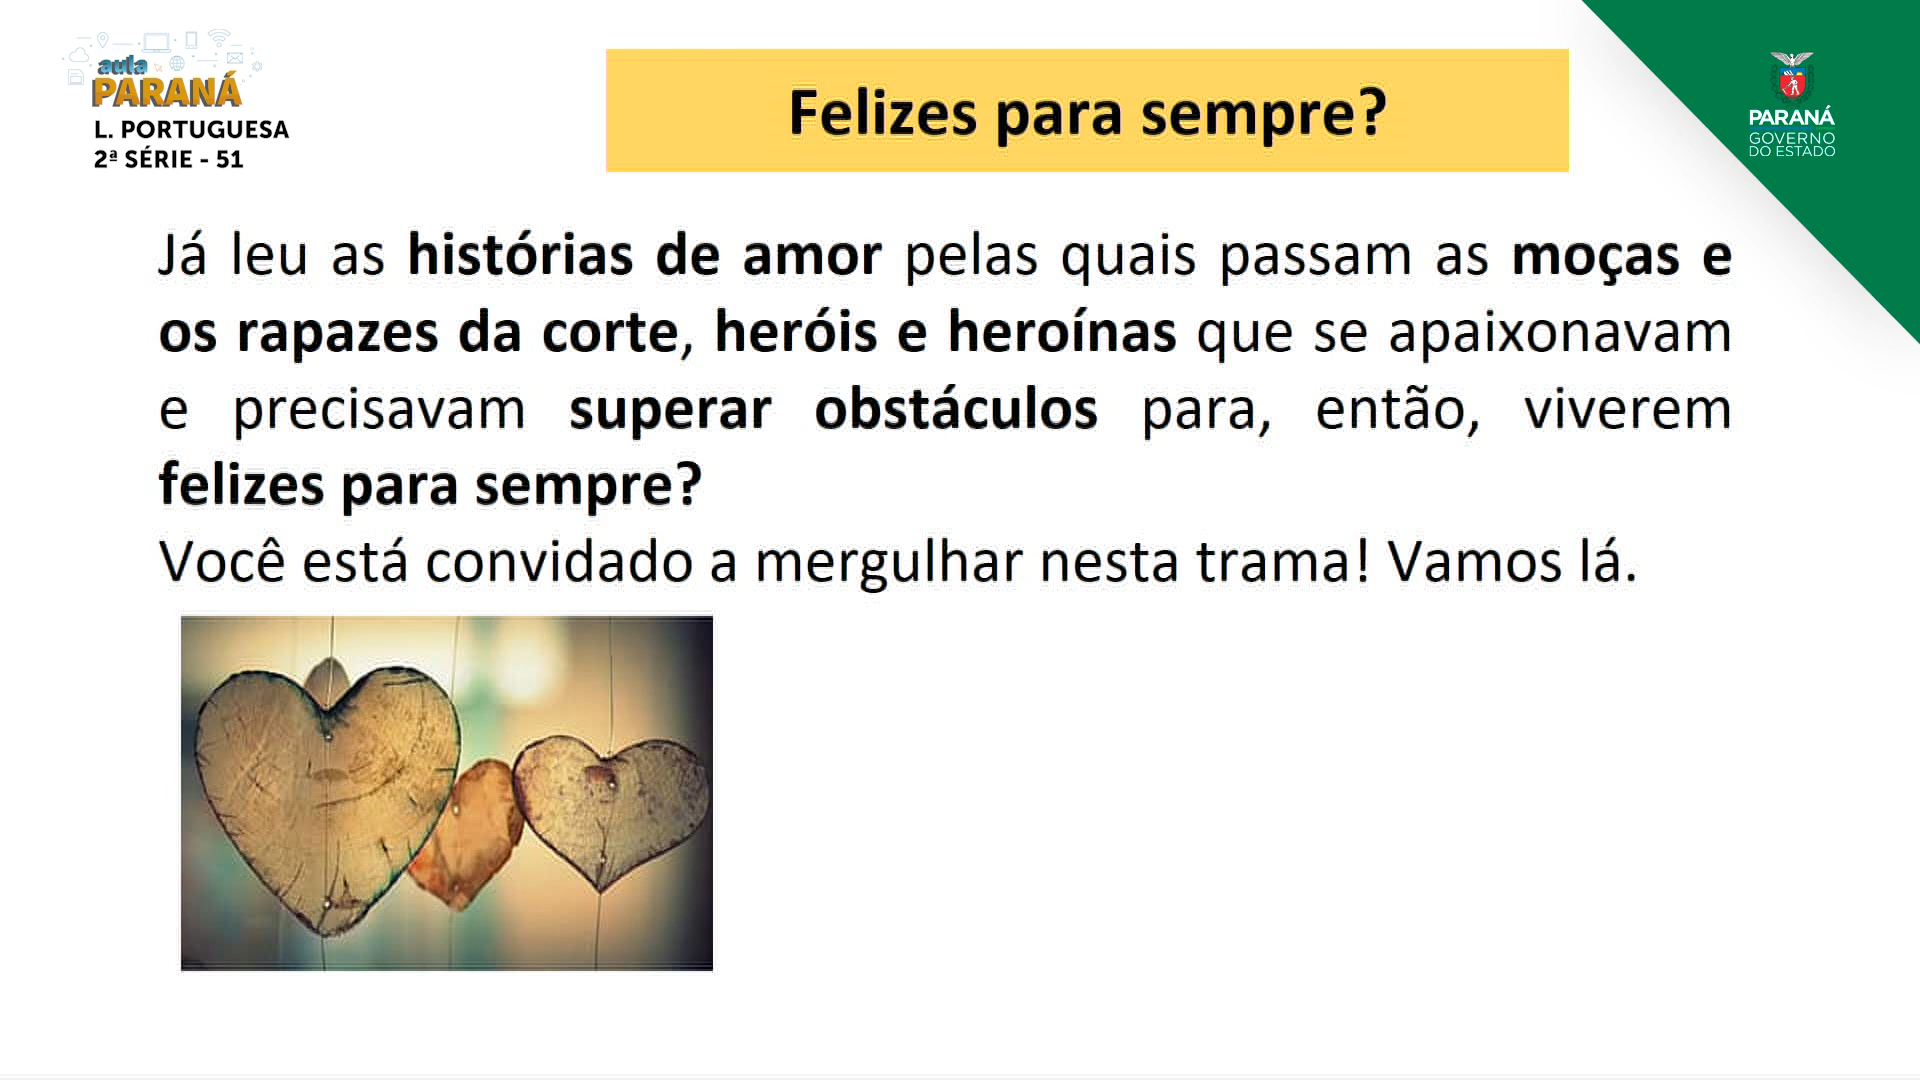 aula
PARANÁ
L. PORTUGUESA
2ª SÉRIE - 51
Felizes para sempre?
PARANÁ
GOVERNO
DO ESTADO
Já leu as histórias de amor pelas quais passam as moças e
os rapazes da corte, heróis e heroínas que se apaixonavam
e precisavam superar obstáculos para, então, viverem
felizes para sempre?
Você está convidado a mergulhar nesta trama! Vamos lá.